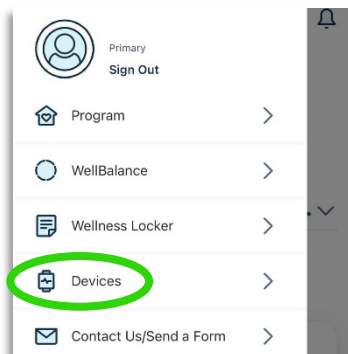 Primary
Sign Out
Program
WellBalance
Wellness Locker
Devices
Contact Us/Send a Form